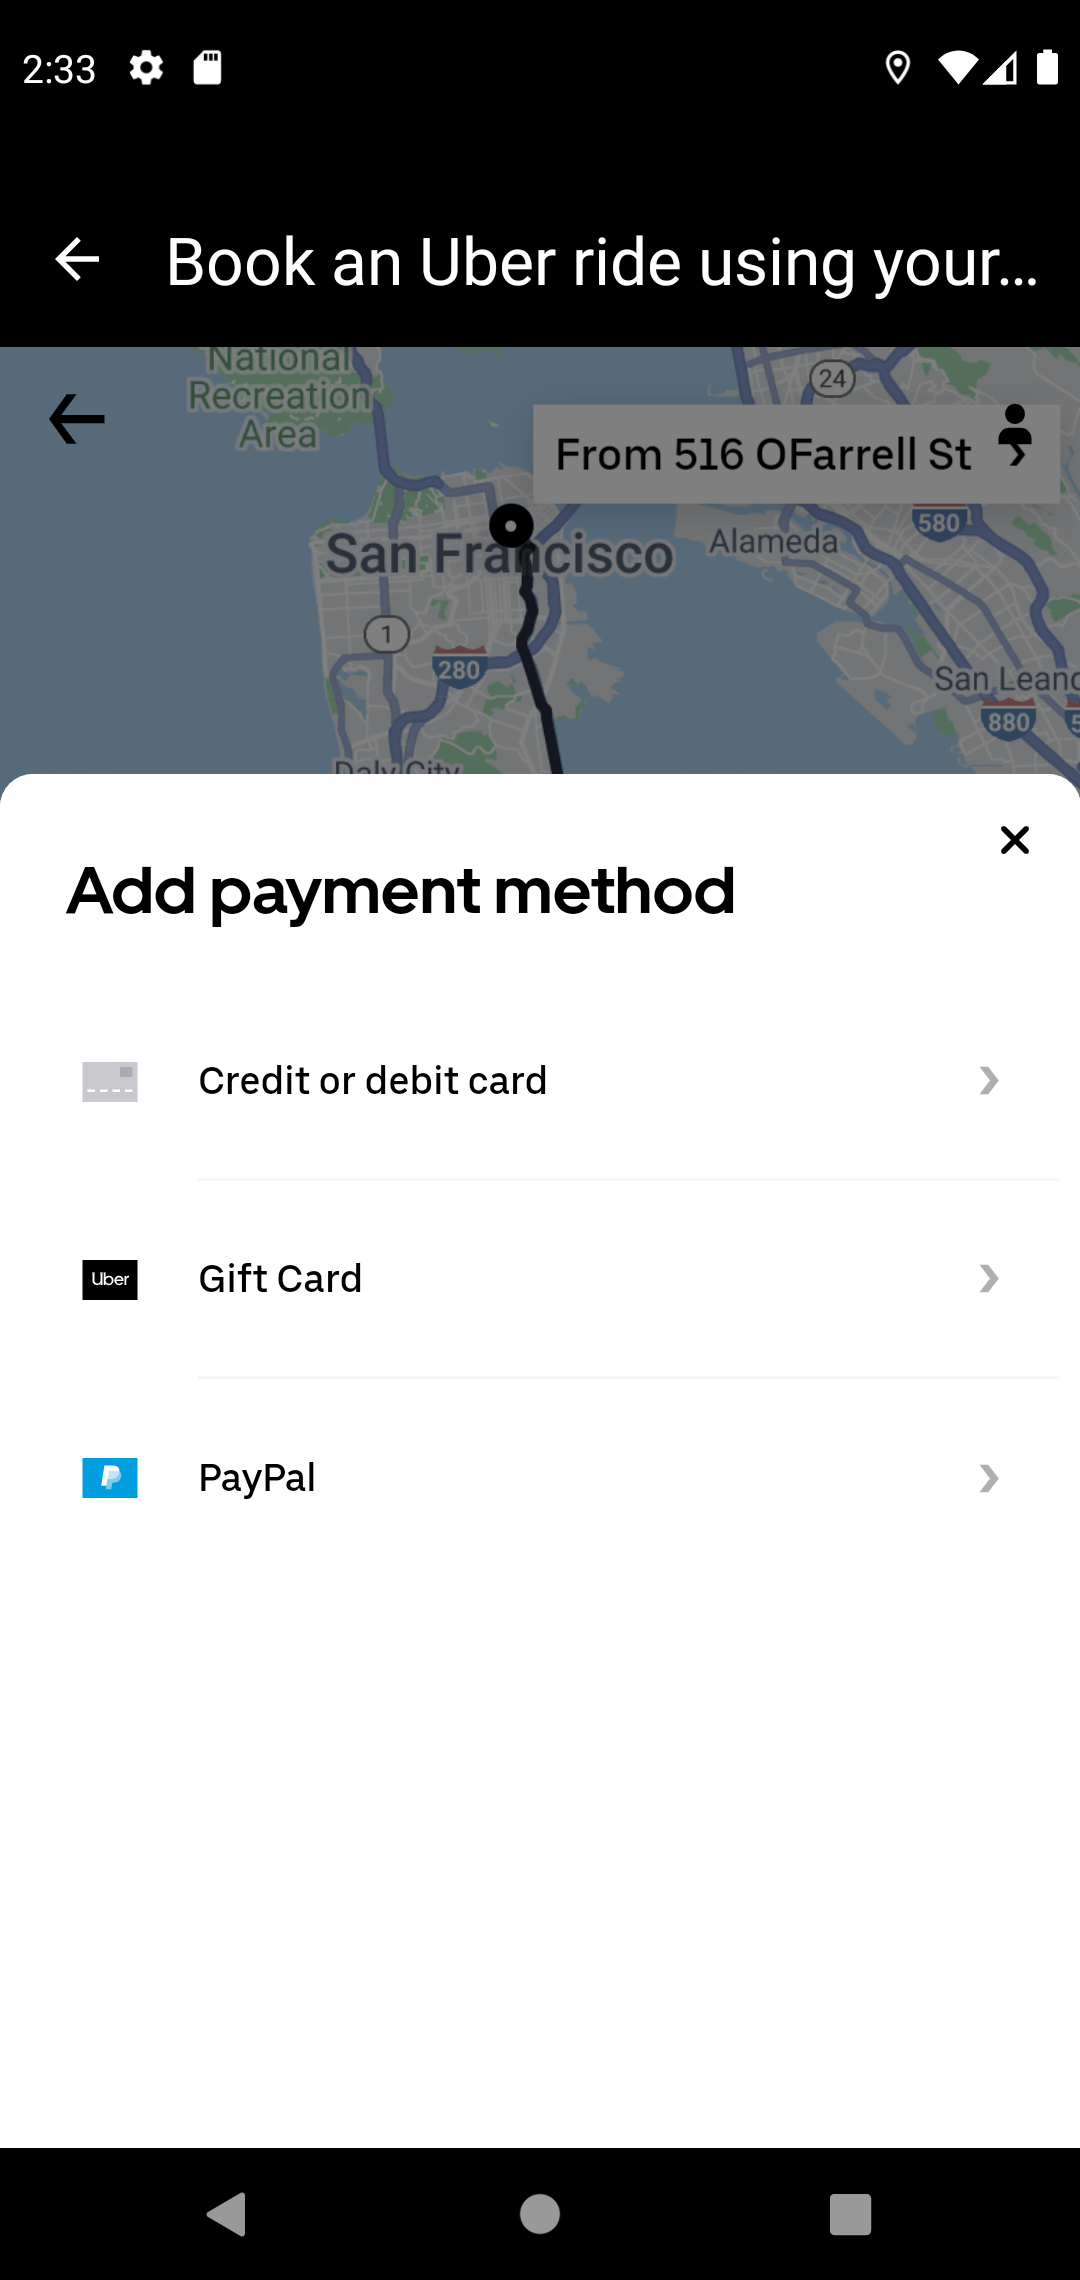 2:33
Book an Uber ride using your...
National
Recreation
Area
24
From 516 OFarrell St
580
San Francisco
Alameda
1
280
San Leand
880
5
Daly City
Add payment method
Credit or debit card
Uber
Gift Card
PayPal